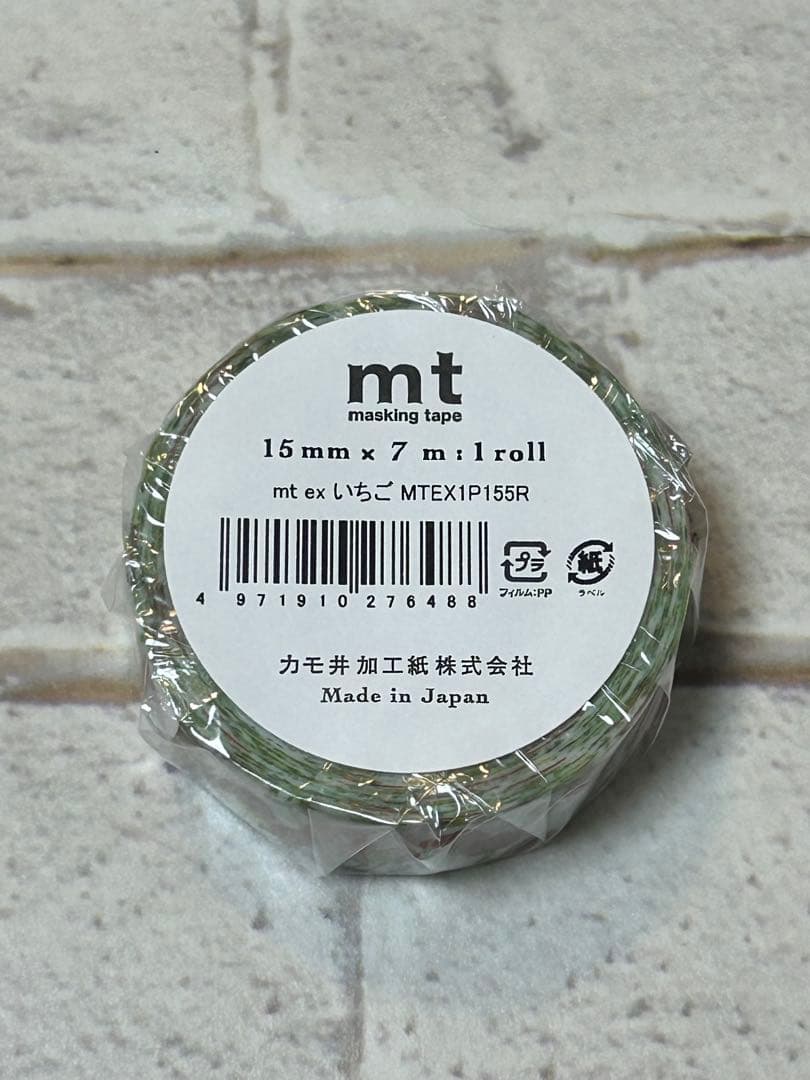 mt
masking tape
15mm × 7 m : 1 roll
mt ex いちご MTEX1P155R
4 971910 276488
プラ
フィルム:PP
紙
ラベル
カモ井加工紙株式会社
Made in Japan